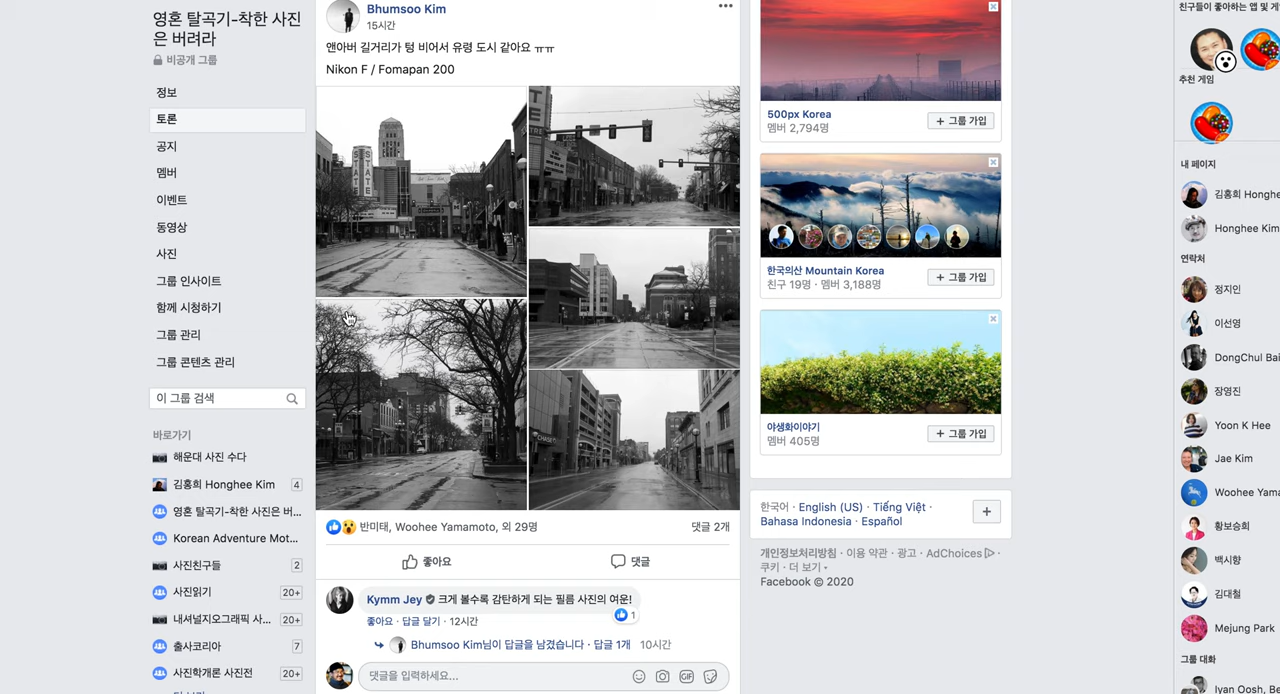 영혼 탈곡기-착한 사진
은 버려라
비공개 그룹
정보
토론
공지
멤버
이벤트
동영상
사진
그룹 인사이트
함께 시청하기
그룹 관리
그룹 콘텐츠 관리
이 그룹 검색
바로가기
해운대 사진 수다
김홍희 Honghee Kim 4
영혼 탈곡기-착한 사진은 버...
Korean Adventure Mot...
사진친구들 2
사진읽기 20+
내셔널지오그래픽 사... 20+
출사코리아 7
사진학개론 사진전 20+
Bhumsoo Kim
15시간
앤아버 길거리가 텅 비어서 유령 도시 같아요 ㅠㅠ
Nikon F / Fomapan 200
STATE
STATE
반미태, Woohee Yamamoto, 외 29명
댓글 2개
좋아요
댓글
Kymm Jey 크게 볼수록 감탄하게 되는 필름 사진의 여운!
1
좋아요 · 답글 달기 · 12시간
Bhumsoo Kim님이 답글을 남겼습니다 · 답글 1개 10시간
댓글을 입력하세요...
GIF
500px Korea
멤버 2,794명
+ 그룹 가입
한국의산 Mountain Korea
친구 19명 · 멤버 3,188명
+ 그룹 가입
야생화이야기
멤버 405명
+ 그룹 가입
한국어 · English (US) · Tiếng Việt ·
Bahasa Indonesia · Español
+
개인정보처리방침 · 이용 약관 · 광고 · AdChoices ·
쿠키 · 더 보기
Facebook © 2020
친구들이 좋아하는 앱 및 게
추천 게임
내 페이지
김홍희 Honghe
Honghee Kim
연락처
정지인
이선영
DongChul Bai
장영진
Yoon K Hee
Jae Kim
Woohee Yama
황보승희
백시향
김대철
Mejung Park
그룹 대화
Iyan Oosh, Be